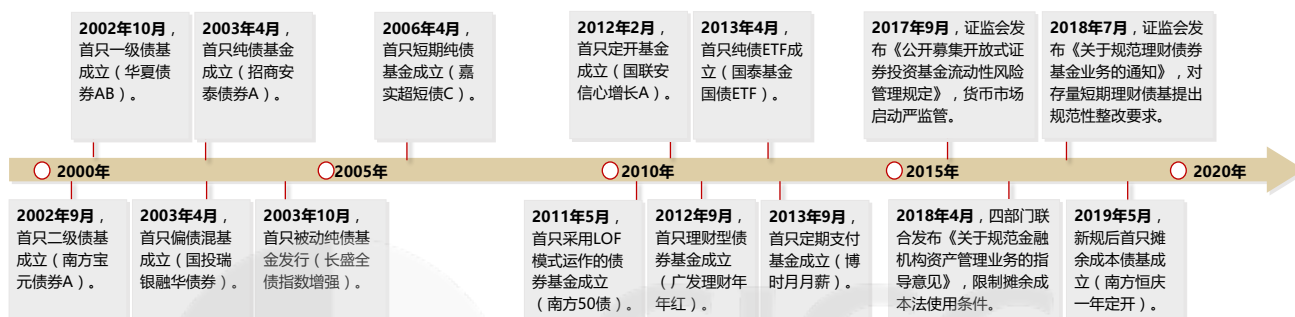 2002年10月，
首只一级债基
成立（华夏债
券AB）。
2003年4月，
首只纯债基金
成立（招商安
泰债券A）。
2006年4月，
首只短期纯债
基金成立（嘉
实超短债C）。
2012年2月，
首只定开基金
成立（国联安
信心增长A）。
2013年4月，
首只纯债ETF成
立（国泰基金
国债ETF）。
2017年9月，证监会发
布《公开募集开放式证
券投资基金流动性风险
管理规定》，货币市场
启动严监管。
2018年7月，证监会发
布《关于规范理财债券
基金业务的通知》，对
存量短期理财债基提出
规范性整改要求。
2000年
2005年
2010年
2015年
2020年
2002年9月，
首只二级债基
成立（南方宝
元债券A）。
2003年4月，
首只偏债混基
成立（国投瑞
银融华债券）。
2003年10月，
首只被动纯债基
金发行（长盛全
债指数增强）。
2011年5月，
首只采用LOF
模式运作的债
券基金成立
（南方50债）。
2012年9月，
首只理财型债
券基金成立
（广发理财年
年红）。
2013年9月，
首只定期支付
基金成立（博
时月月薪）。
2018年4月，四部门联
合发布《关于规范金融
机构资产管理业务的指
导意见》，限制摊余成
本法使用条件。
2019年5月，
新规后首只摊
余成本债基成
立（南方恒庆
一年定开）。